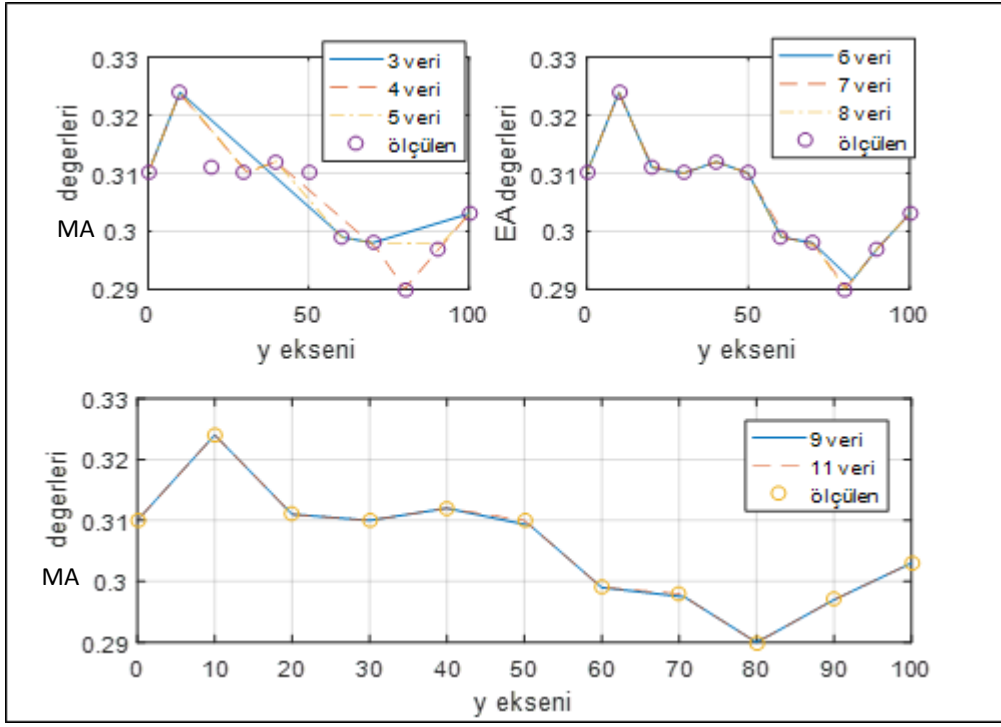 0.33
0.32
0.31
0.3
0.29
degerleri
MA
0
50
100
y ekseni
3 veri
4 veri
5 veri
ölçülen
0.33
0.32
0.31
0.3
0.29
EA degerleri
0
50
100
y ekseni
6 veri
7 veri
8 veri
ölçülen
0.33
0.32
0.31
0.3
0.29
degerleri
MA
0 10 20 30 40 50 60 70 80 90 100
y ekseni
9 veri
11 veri
ölçülen